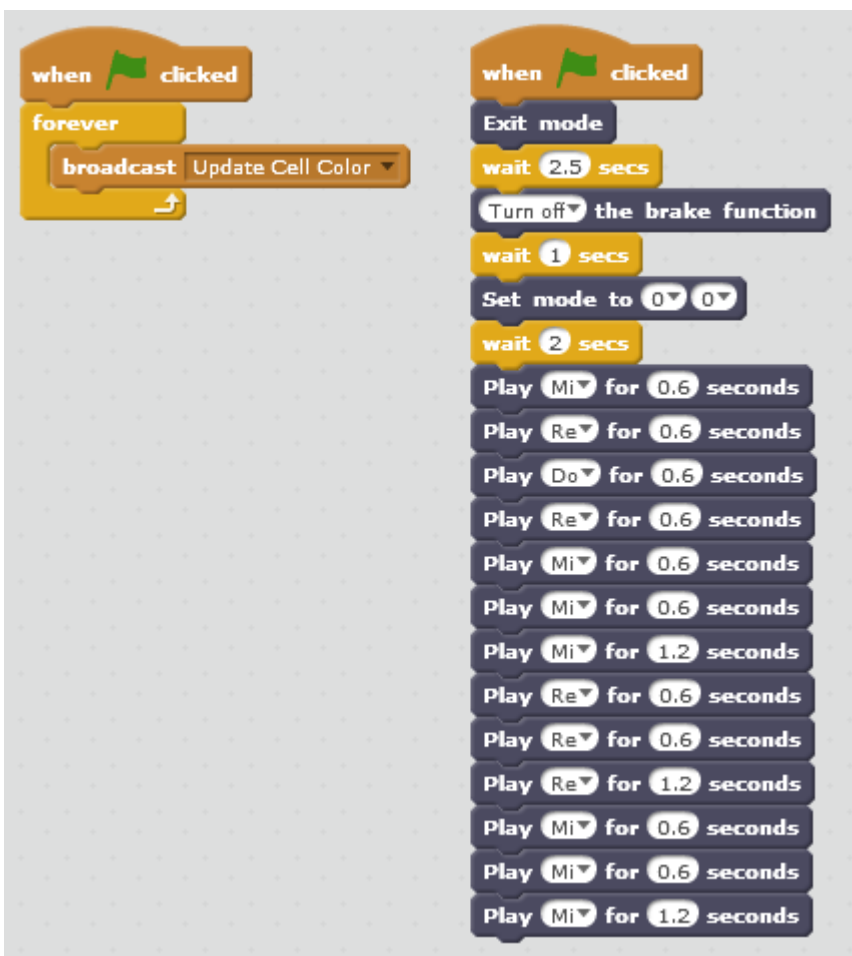 when clicked
forever
broadcast Update Cell Color
when clicked
Exit mode
wait 2.5 secs
Turn off the brake function
wait 1 secs
Set mode to 0 0
wait 2 secs
Play Mi for 0.6 seconds
Play Re for 0.6 seconds
Play Do for 0.6 seconds
Play Re for 0.6 seconds
Play Mi for 0.6 seconds
Play Mi for 0.6 seconds
Play Mi for 1.2 seconds
Play Re for 0.6 seconds
Play Re for 0.6 seconds
Play Re for 1.2 seconds
Play Mi for 0.6 seconds
Play Mi for 0.6 seconds
Play Mi for 1.2 seconds